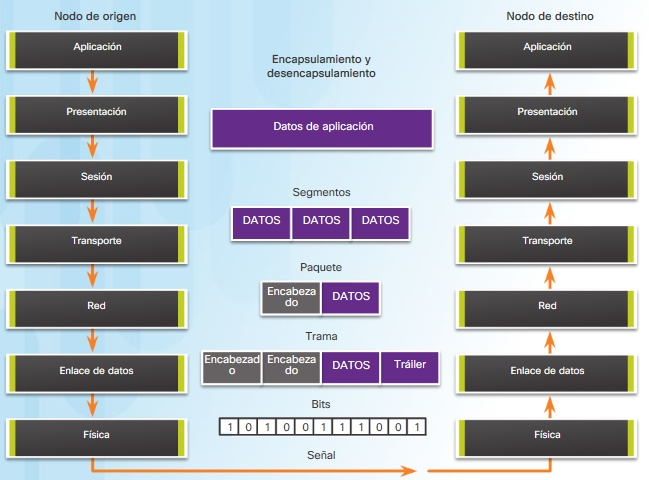 Nodo de origen
Nodo de destino
Aplicación
Aplicación
Encapsulamiento y
desencapsulamiento
Presentación
Presentación
Datos de aplicación
Sesión
Sesión
Segmentos
DATOS DATOS DATOS
Transporte
Transporte
Paquete
Encabeza
do
DATOS
Red
Red
Trama
Encabezad
o
Encabeza
do
DATOS
Tráiler
Enlace de datos
Enlace de datos
Bits
1 0 1 0 0 1 1 1 0 0 1
Física
Física
Señal